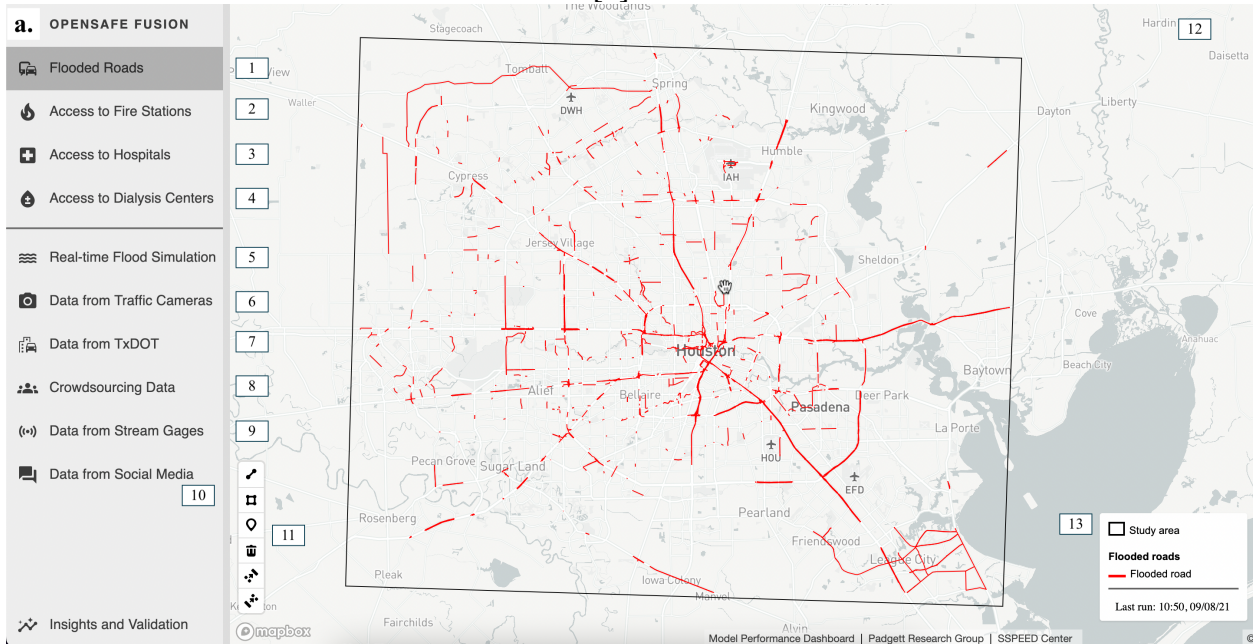 a. OPENSAFE FUSION
Flooded Roads
Access to Fire Stations
Access to Hospitals
Access to Dialysis Centers
Real-time Flood Simulation
Data from Traffic Cameras
Data from TxDOT
Crowdsourcing Data
Data from Stream Gages
Data from Social Media
Insights and Validation
1
2
3
4
5
6
7
8
9
10
11
12
13
The Woodlands
Stagecoach
Hardin
Daisetta
View
Tomball
Spring
Waller
DWH
Kingwood
Dayton
Liberty
Humble
IAH
Cypress
Jersey Village
Sheldon
Cove
Anahuac
Houston
Beach City
Baytown
Alief
Bellaire
Deer Park
Pasadena
La Porte
HOU
Pecan Grove
Sugar Land
EFD
Rosenberg
Pearland
Friendswood
League City
Pleak
Iowa Colony
Manvel
Fairchilds
Alvin
Study area
Flooded roads
Flooded road
Last run: 10:50, 09/08/21
mapbox
Model Performance Dashboard | Padgett Research Group | SSPEED Center
©